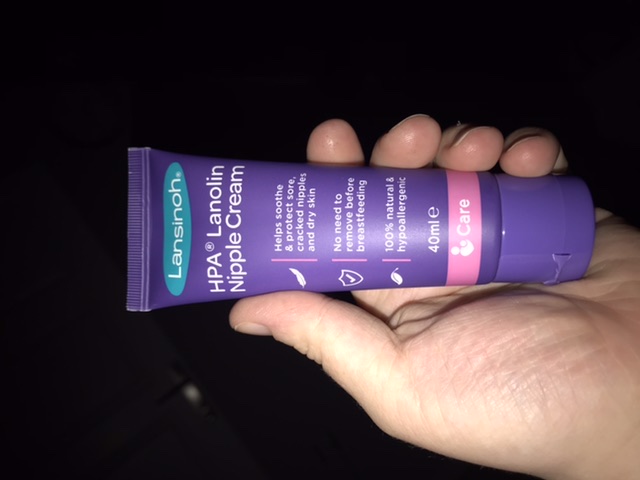 Lansinoh®
HPA® Lanolin
Nipple Cream
Helps soothe
& protect sore,
cracked nipples
and dry skin
No need to
remove before
breastfeeding
100% natural &
hypoallergenic
40ml e
Care